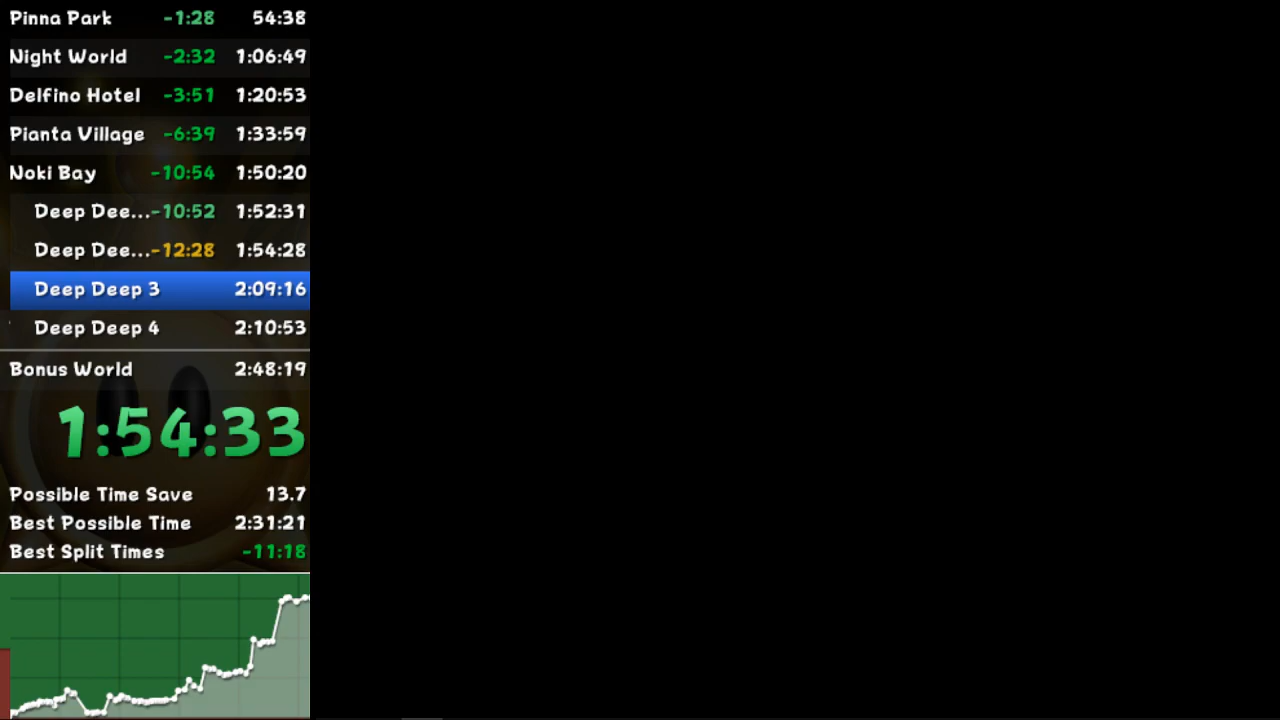 Pinna Park -1:28 54:38
Night World -2:32 1:06:49
Delfino Hotel -3:51 1:20:53
Pianta Village -6:39 1:33:59
Noki Bay -10:54 1:50:20
Deep Dee... -10:52 1:52:31
Deep Dee... -12:28 1:54:28
Deep Deep 3 2:09:16
Deep Deep 4 2:10:53
Bonus World 2:48:19
1:54:33
Possible Time Save 13.7
Best Possible Time 2:31:21
Best Split Times -11:18